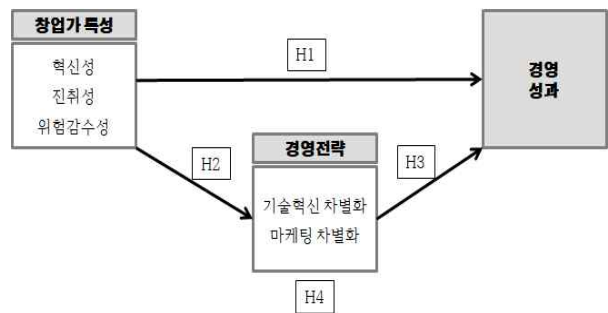 창업가 특성
혁신성
진취성
위험감수성
H1
경영
성과
H2
경영전략
H3
기술혁신 차별화
마케팅 차별화
H4